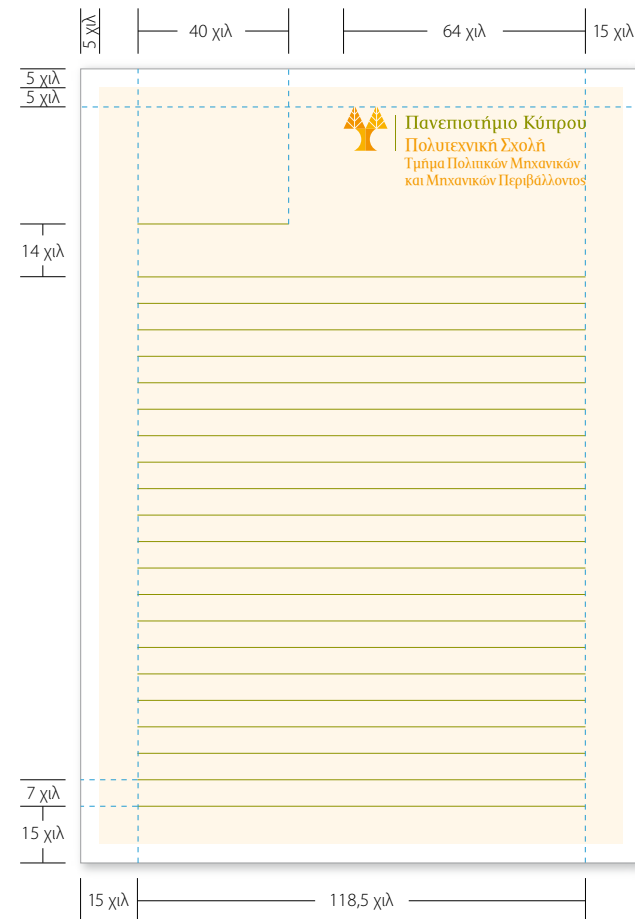 5 χιλ
40 χιλ
64 χιλ
15 χιλ
5 χιλ
5 χιλ
Πανεπιστήμιο Κύπρου
Πολυτεχνική Σχολή
Τμήμα Πολιτικών Μηχανικών
και Μηχανικών Περιβάλλοντος
14 χιλ
7 χιλ
15 χιλ
15 χιλ
118,5 χιλ